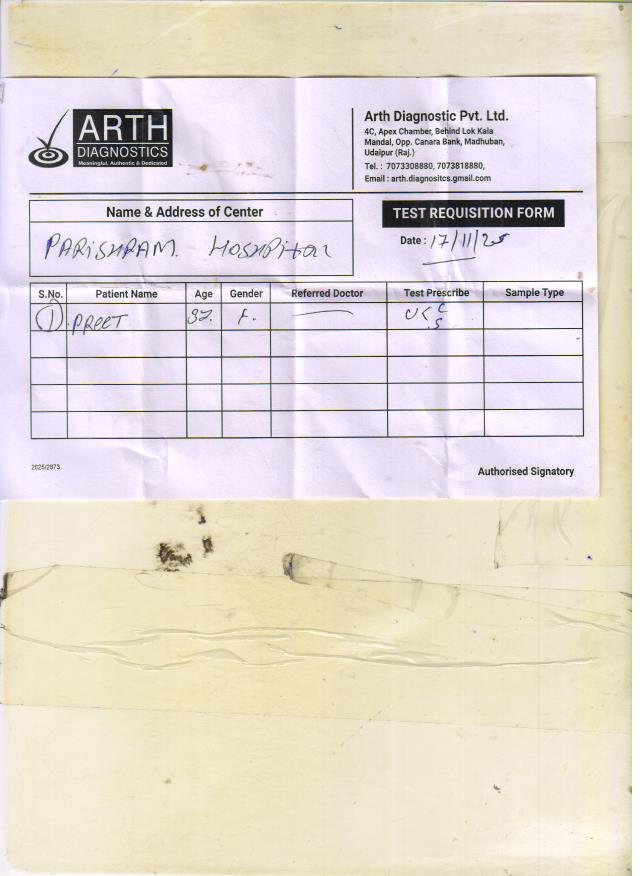 ARTH
DIAGNOSTICS
Meaningful, Authentic & Dedicated
Arth Diagnostic Pvt. Ltd.
4C, Apex Chamber, Behind Lok Kala
Mandal, Opp. Canara Bank, Madhuban,
Udaipur (Raj.)
Tel. : 7073308880, 7073818880,
Email : arth.diagnositcs.gmail.com
Name & Address of Center
PARISHRAM HOSHPital
TEST REQUISITION FORM
Date : 17/11/25
S.No. Patient Name Age Gender Referred Doctor Test Prescribe Sample Type
1 PREET F.
2025/2873
Authorised Signatory